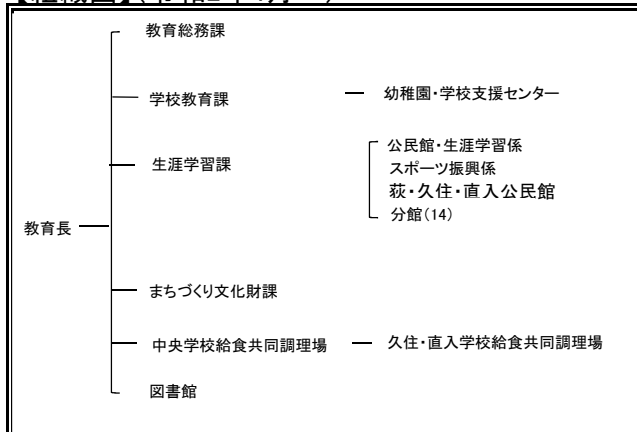 教育総務課
学校教育課 ― 幼稚園・学校支援センター
生涯学習課
公民館・生涯学習係
スポーツ振興係
荻・久住・直入公民館
分館(14)
教育長
まちづくり文化財課
中央学校給食共同調理場 ― 久住・直入学校給食共同調理場
図書館